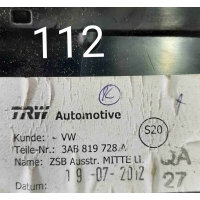 112
TRW Automotive
Kunde: - VW
Teile-Nr.: 3AB 819 728 A
Name: ZSB Ausstr. MITTE LI.
Datum: 19-07-2012
S20
QA
27